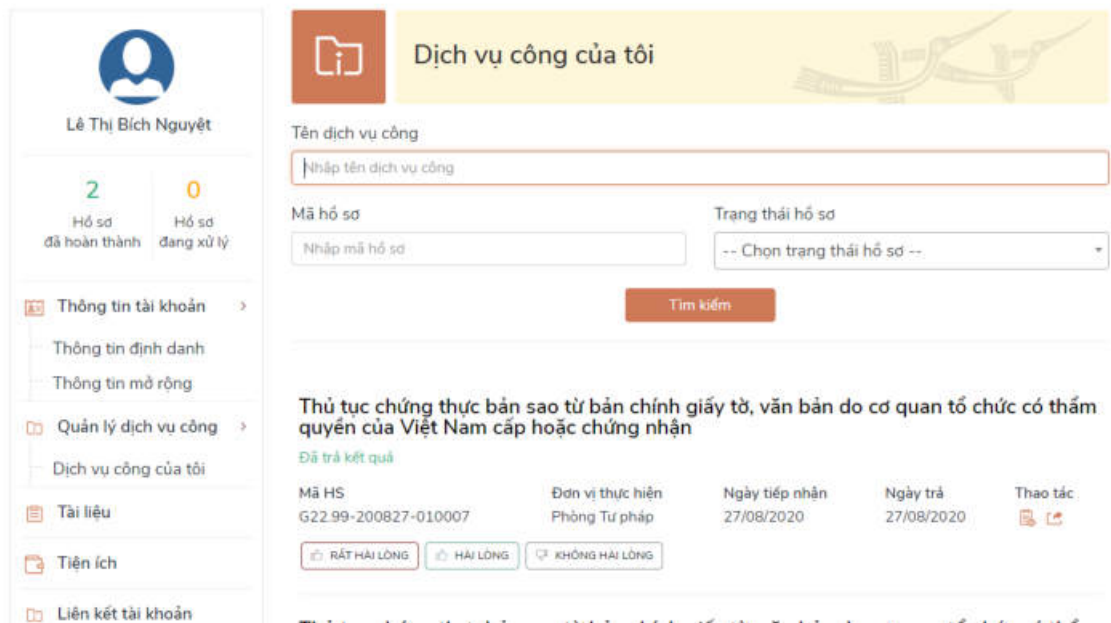 Lê Thị Bích Nguyệt
2
0
Hồ sơ
đã hoàn thành
Hồ sơ
đang xử lý
Thông tin tài khoản
Thông tin định danh
Thông tin mở rộng
Quản lý dịch vụ công
Dịch vụ công của tôi
Tài liệu
Tiện ích
Liên kết tài khoản
Dịch vụ công của tôi
Tên dịch vụ công
Nhập tên dịch vụ công
Mã hồ sơ
Trạng thái hồ sơ
Nhập mã hồ sơ
-- Chọn trạng thái hồ sơ --
Tìm kiếm
Thủ tục chứng thực bản sao từ bản chính giấy tờ, văn bản do cơ quan tổ chức có thẩm
quyền của Việt Nam cấp hoặc chứng nhận
Đã trả kết quả
Mã HS Đơn vị thực hiện Ngày tiếp nhận Ngày trả Thao tác
G22.99-200827-010007 Phòng Tư pháp 27/08/2020 27/08/2020
RẤT HÀI LÒNG HÀI LÒNG KHÔNG HÀI LÒNG